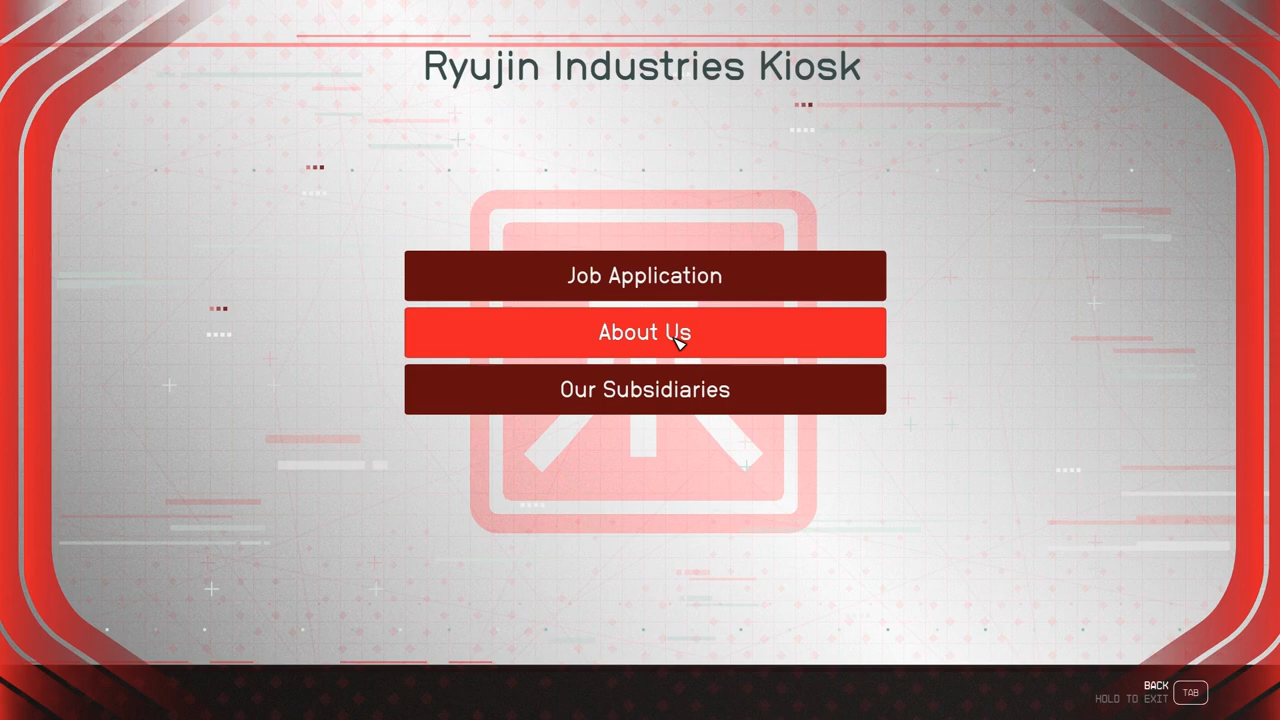 Ryujin Industries Kiosk
Job Application
About Us
Our Subsidiaries
BACK
HOLD TO EXIT
TAB